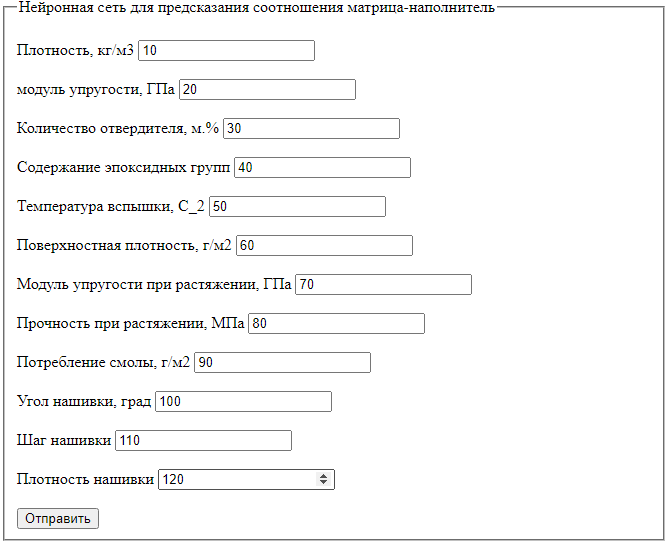 Нейронная сеть для предсказания соотношения матрица-наполнитель
Плотность, кг/м3 10
модуль упругости, ГПа 20
Количество отвердителя, м.% 30
Содержание эпоксидных групп 40
Температура вспышки, С_2 50
Поверхностная плотность, г/м2 60
Модуль упругости при растяжении, ГПа 70
Прочность при растяжении, МПа 80
Потребление смолы, г/м2 90
Угол нашивки, град 100
Шаг нашивки 110
Плотность нашивки 120
Отправить